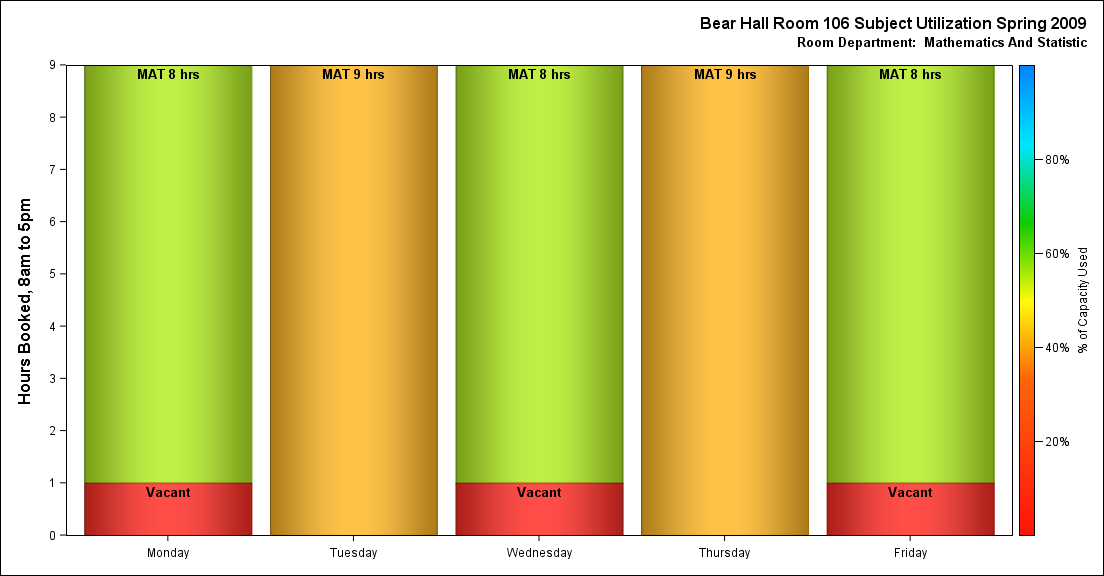 Bear Hall Room 106 Subject Utilization Spring 2009
Room Department:  Mathematics And Statistic
Hours Booked, 8am to 5pm
9
8
7
6
5
4
3
2
1
0
MAT 8 hrs
MAT 9 hrs
MAT 8 hrs
MAT 9 hrs
MAT 8 hrs
Vacant
Vacant
Vacant
Monday
Tuesday
Wednesday
Thursday
Friday
80%
60%
40%
20%
% of Capacity Used